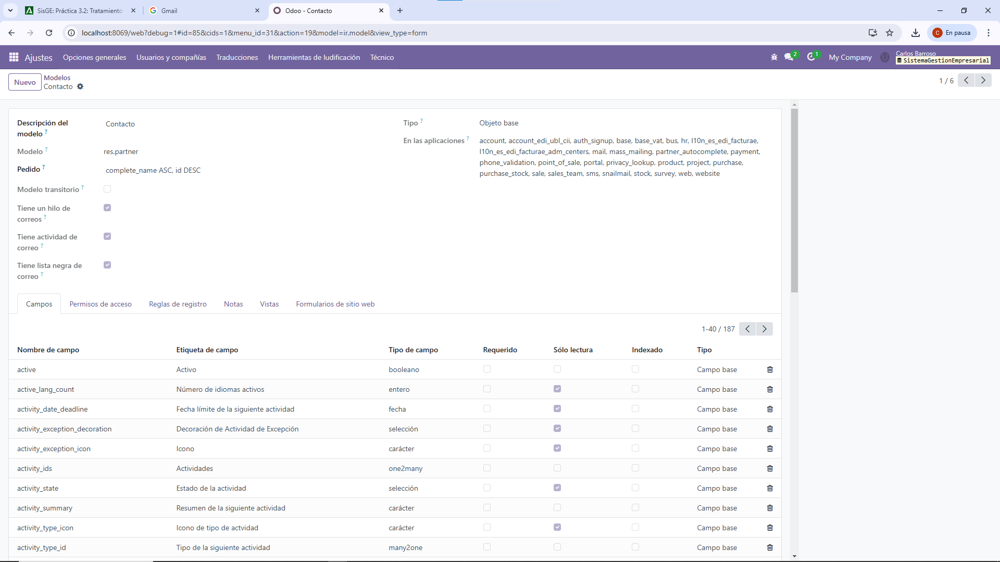 SisGE: Práctica 3.2: Tratamiento
Gmail
Odoo - Contacto
localhost:8069/web?debug=1#id=85&cids=1&menu_id=31&action=19&model=ir.model&view_type=form
C En pausa
Ajustes Opciones generales Usuarios y compañías Traducciones Herramientas de ludificación Técnico
2 1 My Company Carlos Barroso
SistemaGestionEmpresarial
Nuevo Modelos
Contacto
1 / 6
Descripción del modelo ? Contacto
Modelo ? res.partner
Pedido ? complete_name ASC, id DESC
Modelo transitorio ?
Tiene un hilo de correos ?
Tiene actividad de correo ?
Tiene lista negra de correo ?
Tipo ? Objeto base
En las aplicaciones ? account, account_edi_ubl_cii, auth_signup, base, base_vat, bus, hr, l10n_es_edi_facturae,
l10n_es_edi_facturae_adm_centers, mail, mass_mailing, partner_autocomplete, payment,
phone_validation, point_of_sale, portal, privacy_lookup, product, project, purchase,
purchase_stock, sale, sales_team, sms, snailmail, stock, survey, web, website
Campos Permisos de acceso Reglas de registro Notas Vistas Formularios de sitio web
1-40 / 187
Nombre de campo Etiqueta de campo Tipo de campo Requerido Sólo lectura Indexado Tipo
active Activo booleano Campo base
active_lang_count Número de idiomas activos entero Campo base
activity_date_deadline Fecha límite de la siguiente actividad fecha Campo base
activity_exception_decoration Decoración de Actividad de Excepción selección Campo base
activity_exception_icon Icono carácter Campo base
activity_ids Actividades one2many Campo base
activity_state Estado de la actividad selección Campo base
activity_summary Resumen de la siguiente actividad carácter Campo base
activity_type_icon Icono de tipo de actvidad carácter Campo base
activity_type_id Tipo de la siguiente actividad many2one Campo base